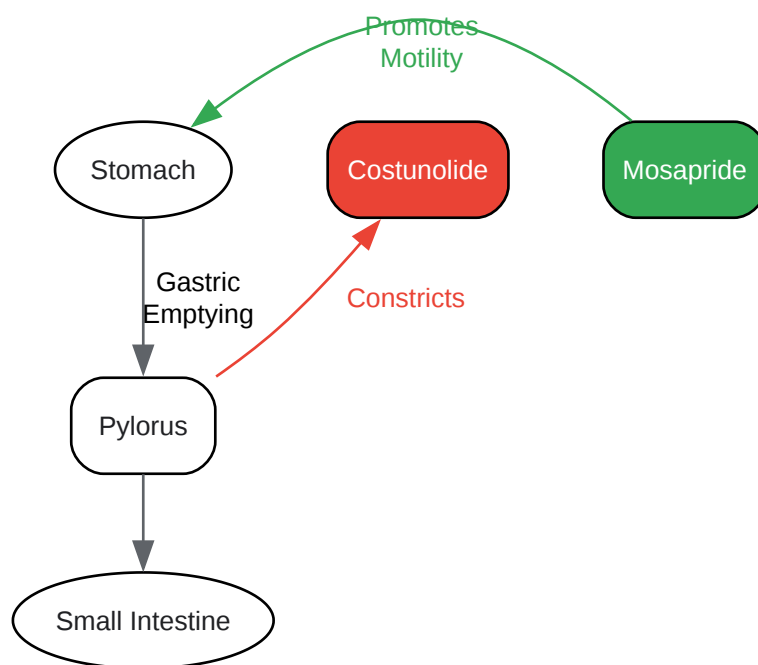 Promotes
Motility
Stomach
Costunolide
Mosapride
Gastric
Emptying
Constricts
Pylorus
Small Intestine